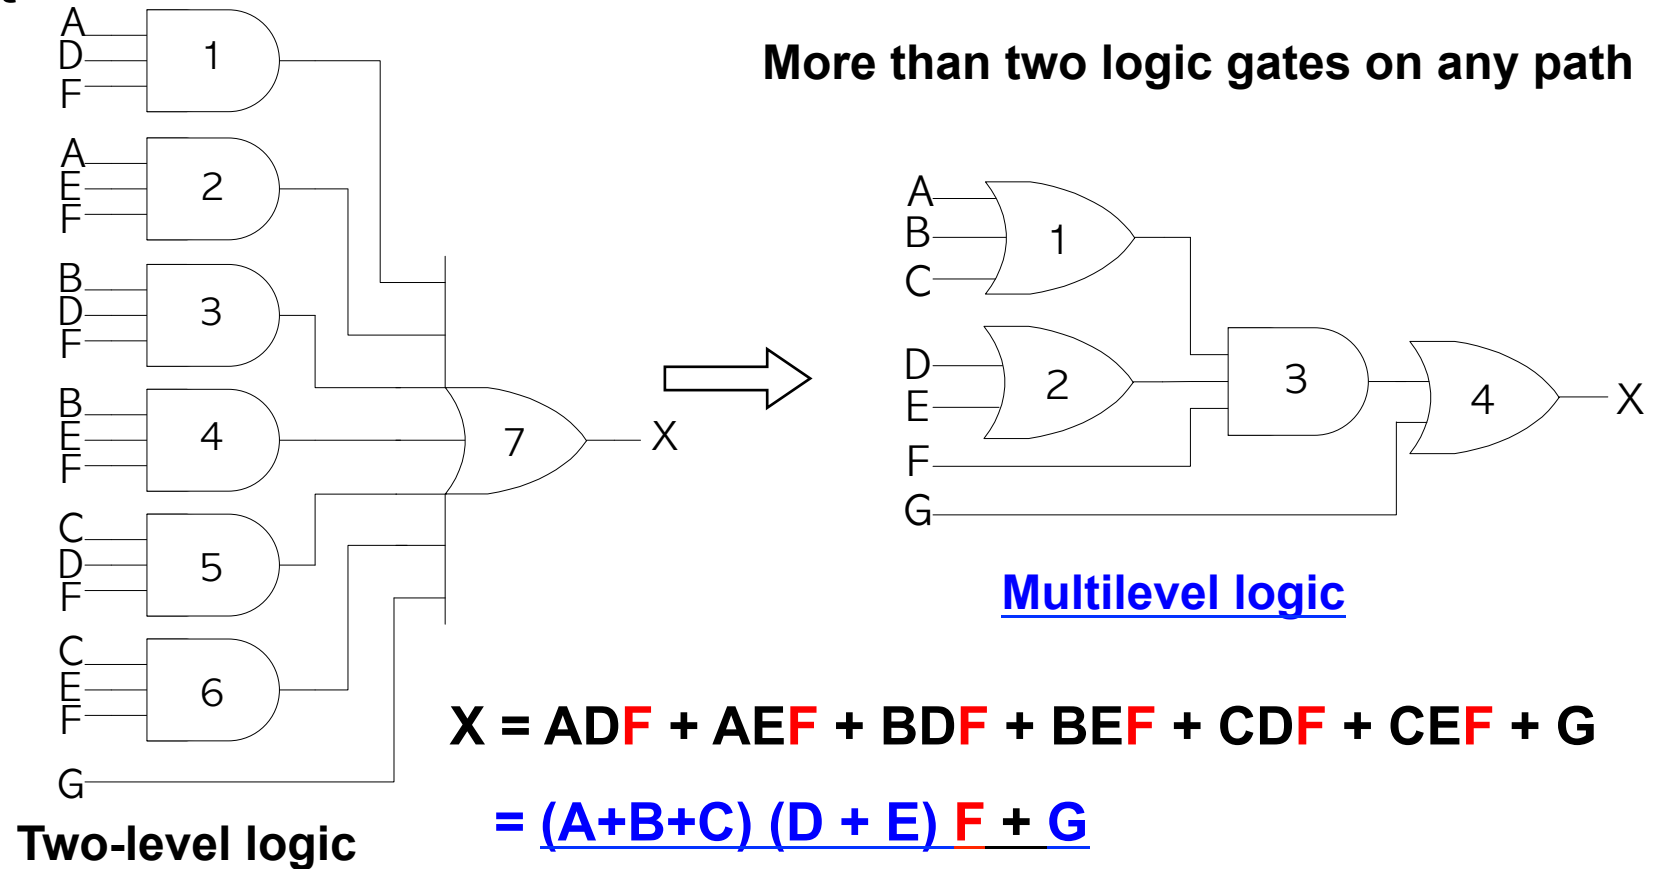 A
D
F
1
More than two logic gates on any path
A
E
F
2
B
D
F
3
B
E
F
4
C
D
F
5
C
E
F
6
G
7
X
Two-level logic
A
B
C
1
D
E
2
F
G
3
4
X
Multilevel logic
X = ADF + AEF + BDF + BEF + CDF + CEF + G
= (A+B+C) (D + E) F + G